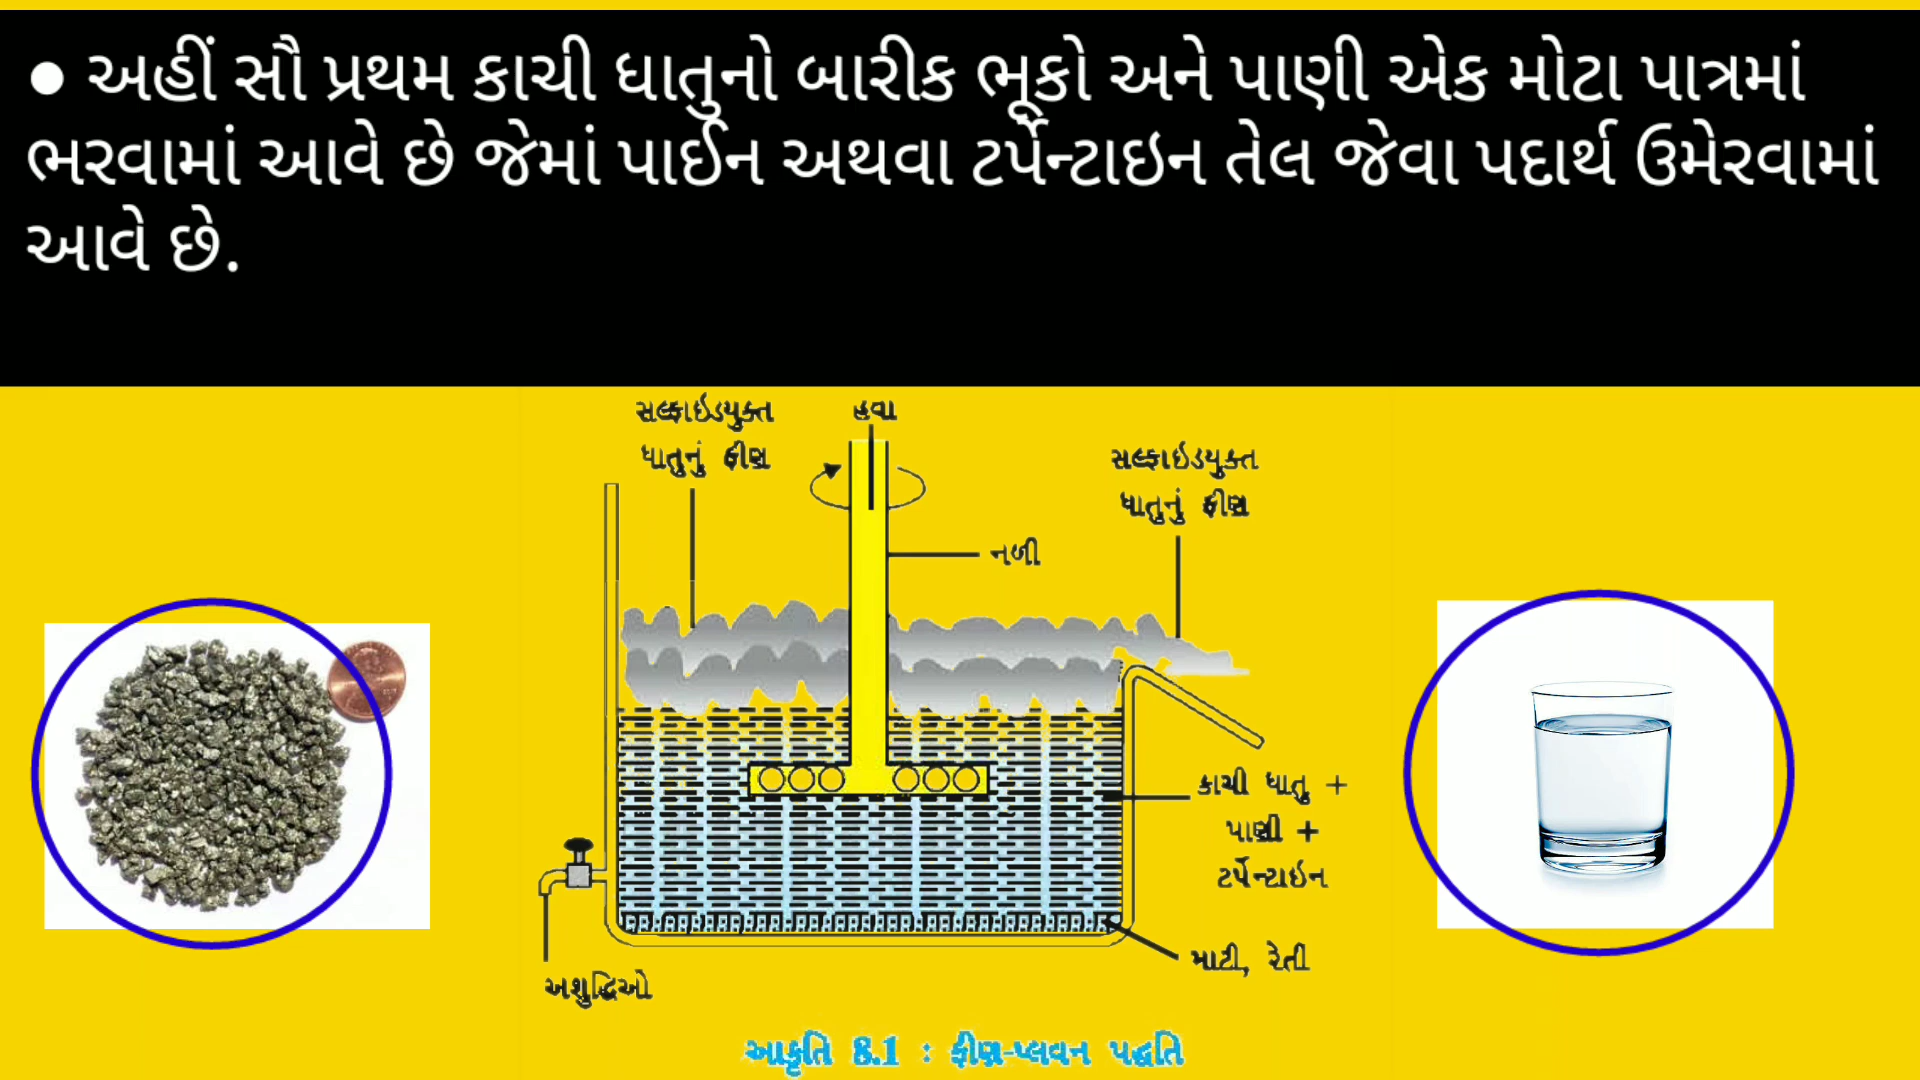 ● અહીં સૌ પ્રથમ કાચી ધાતુનો બારીક ભૂકો અને પાણી એક મોટા પાત્રમાં
ભરવામાં આવે છે જેમાં પાઈન અથવા ટર્પેન્ટાઇન તેલ જેવા પદાર્થ ઉમેરવામાં
આવે છે.
સલ્ફાઇડયુક્ત
ધાતુનું ફીણ
હવા
સલ્ફાઇડયુક્ત
ધાતુનું ફીણ
નળી
કાચી ધાતુ +
પાણી +
ટર્પેન્ટાઇન
માટી, રેતી
અશુદ્ધિઓ
આકૃતિ 8.1 : ફીણ-પ્લવન પદ્ધતિ